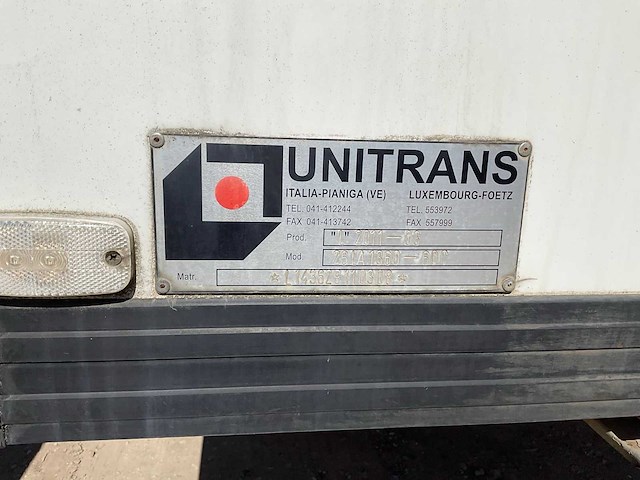 UNITRANS
ITALIA-PIANIGA (VE) LUXEMBOURG-FOETZ
TEL. 041-412244 TEL. 553972
FAX. 041-413742 FAX. 557999
Prod.
Mod.
Matr.